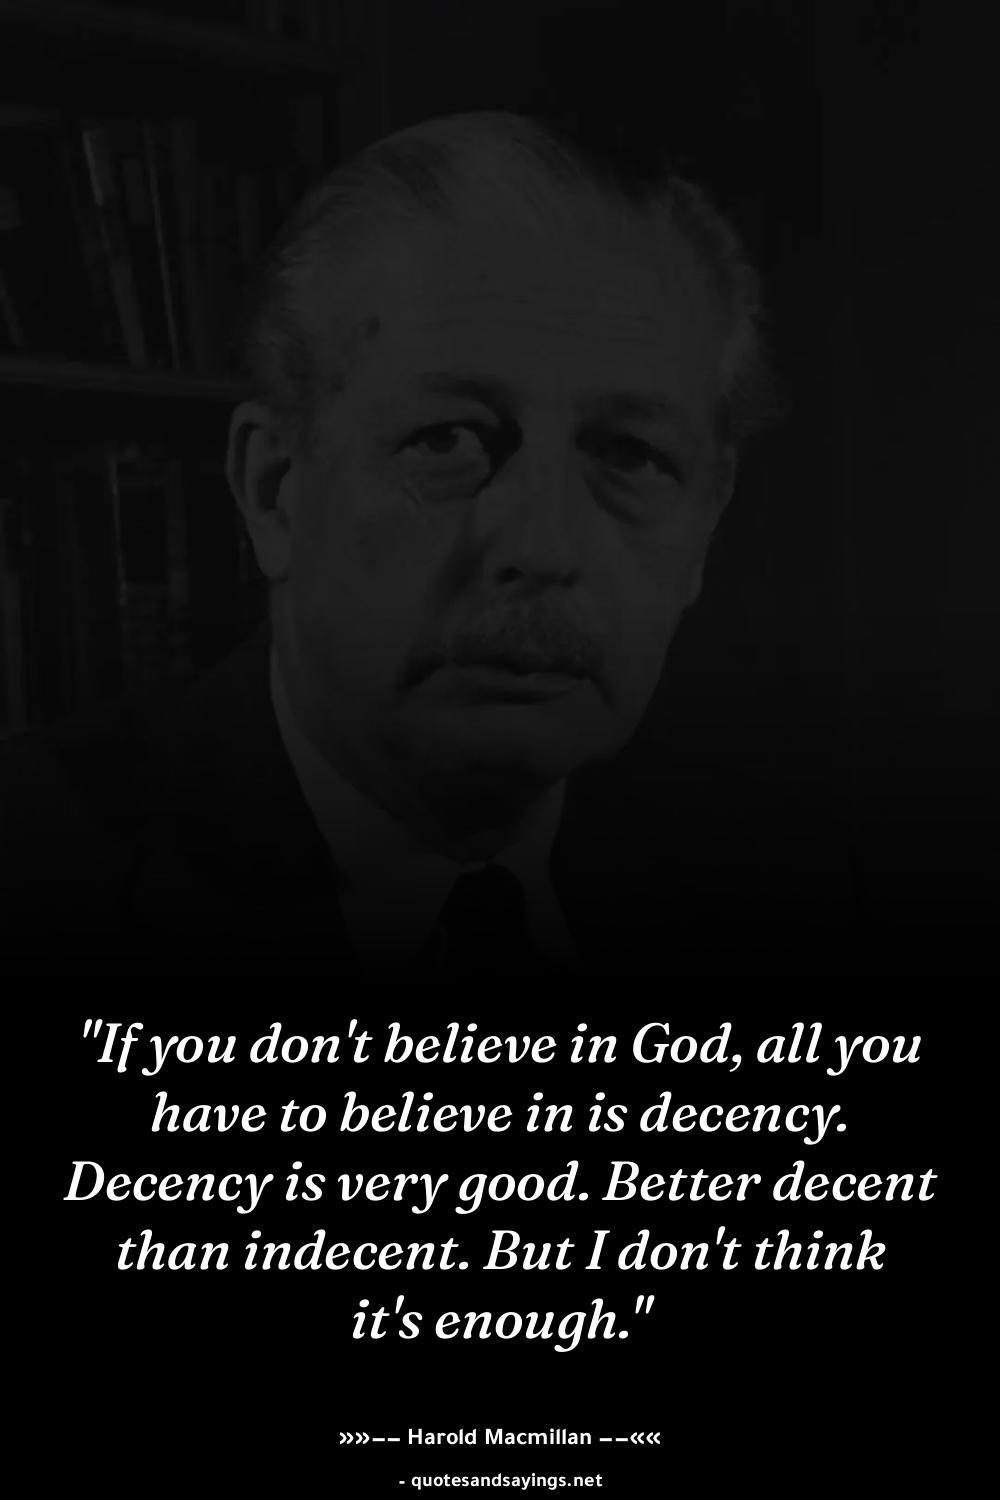 "If you don't believe in God, all you
have to believe in is decency.
Decency is very good. Better decent
than indecent. But I don't think
it's enough."
»»–– Harold Macmillan ––««
- quotesandsayings.net